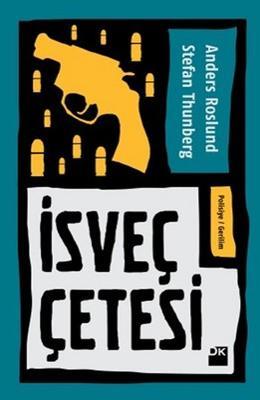 Anders Roslund
Stefan Thunberg
Polisiye / Gerilim
İSVEÇ
ÇETESİ
DK